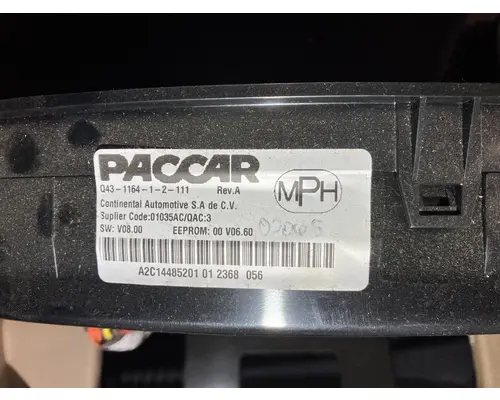 PACCAR
Q43-1164-1-2-111 Rev.A
Continental Automotive S.A de C.V.
Suplier Code:01035AC/QAC:3
SW: V08.00 EEPROM: 00 V06.60
MPH
A2C14485201 01 2368 056